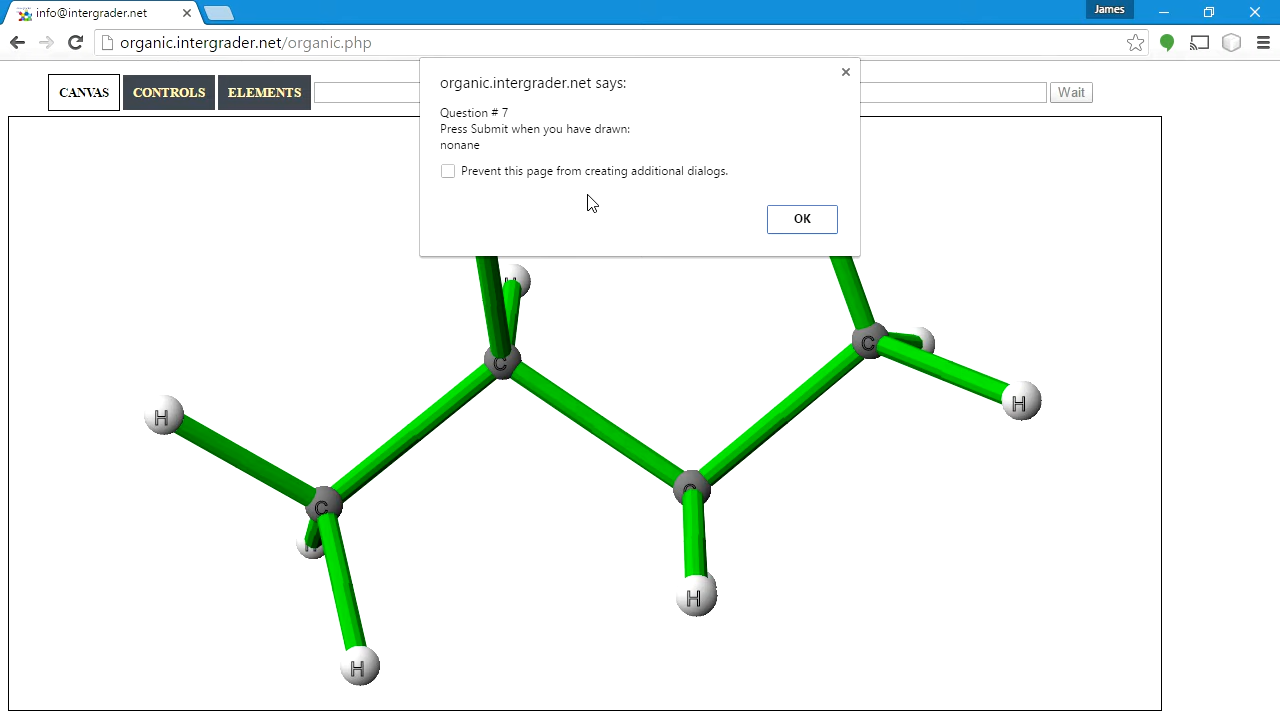 info@intergrader.net
James
organic.intergrader.net/organic.php
CANVAS
CONTROLS
ELEMENTS
Wait
organic.intergrader.net says:
Question # 7
Press Submit when you have drawn:
nonane
Prevent this page from creating additional dialogs.
OK
H
C
C
H
H
H
C
H
C
H
H
H